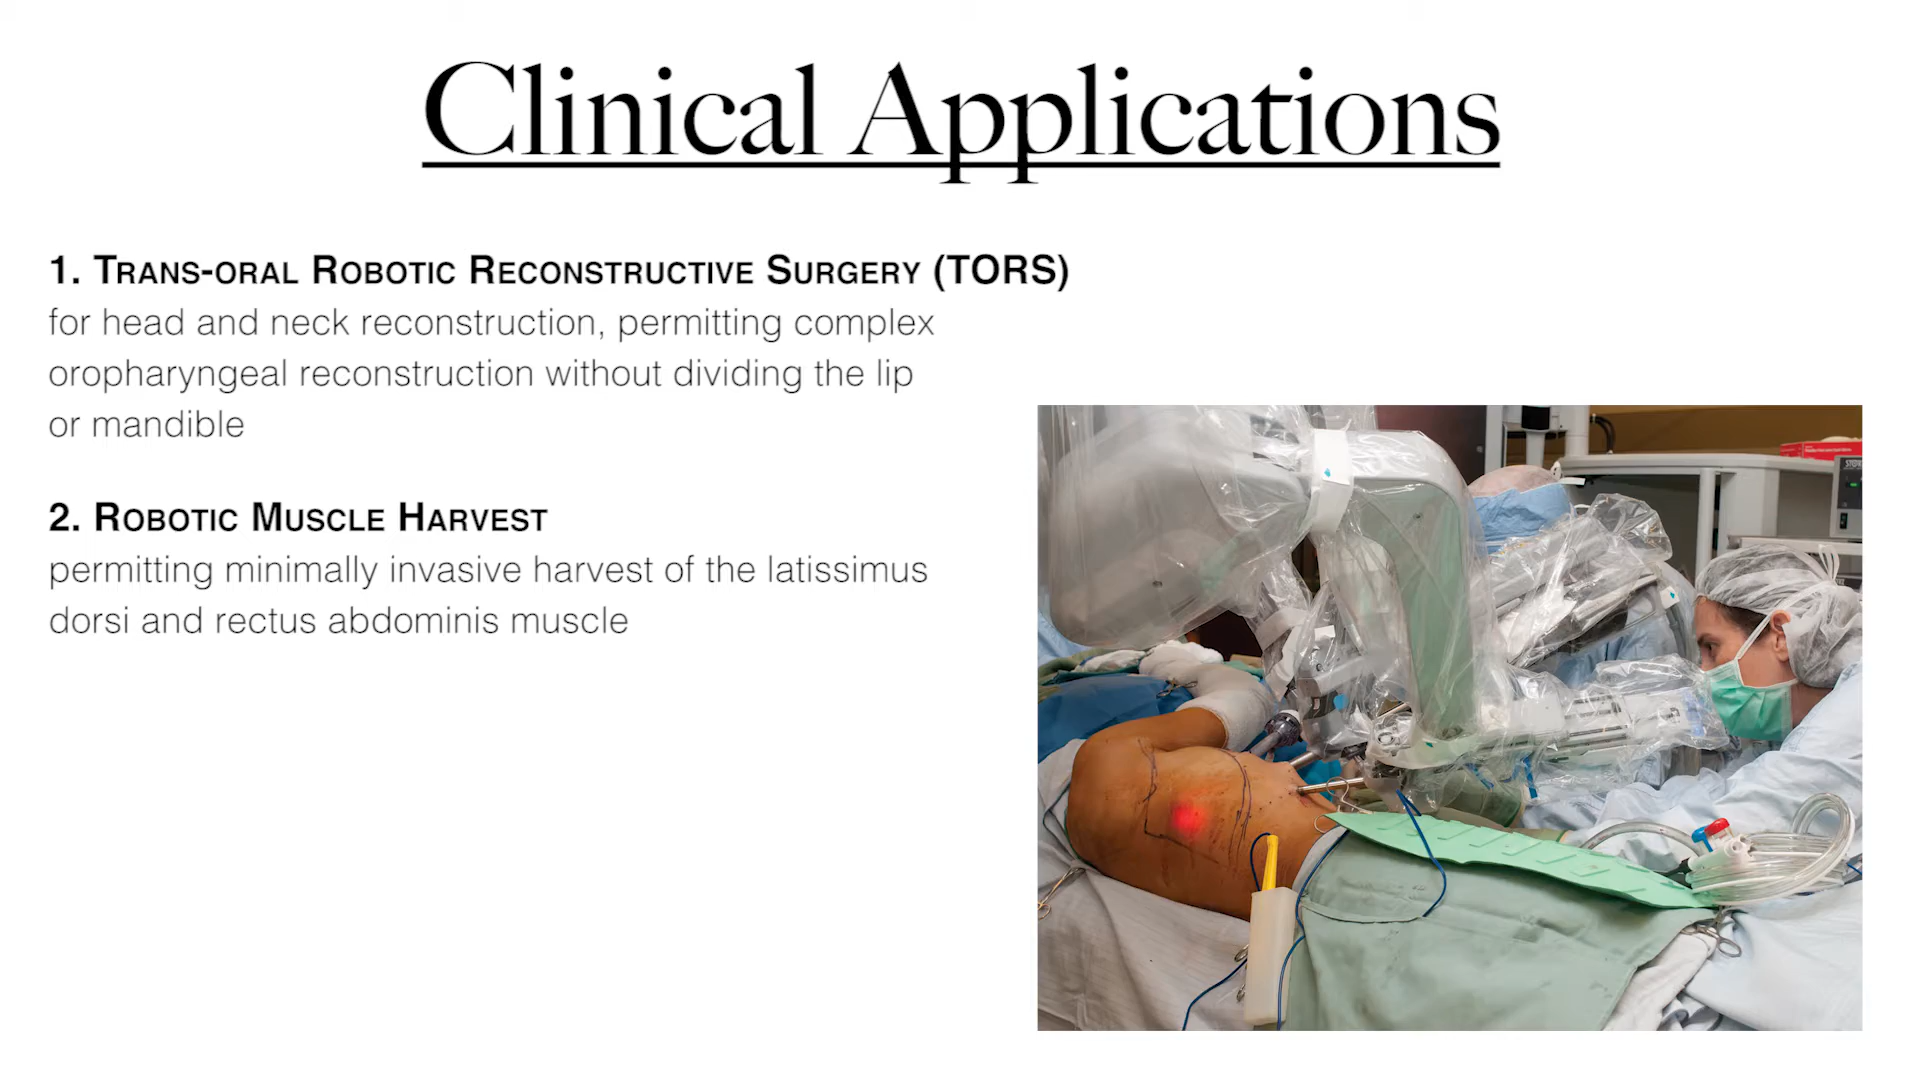 Clinical Applications
1. TRANS-ORAL ROBOTIC RECONSTRUCTIVE SURGERY (TORS)
for head and neck reconstruction, permitting complex
oropharyngeal reconstruction without dividing the lip
or mandible
2. ROBOTIC MUSCLE HARVEST
permitting minimally invasive harvest of the latissimus
dorsi and rectus abdominis muscle